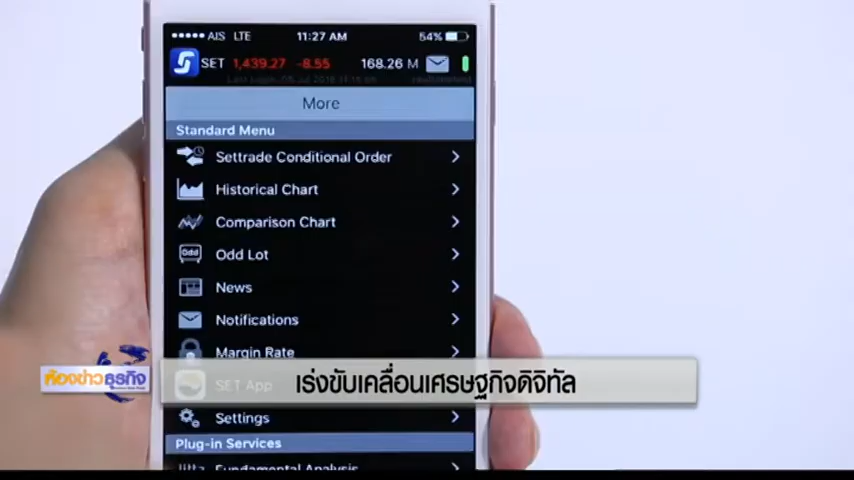 AIS LTE 11:27 AM 54%
SET 1,439.27 -8.55 168.26 M
More
Standard Menu
Settrade Conditional Order
Historical Chart
Comparison Chart
Odd
Odd Lot
News
Notifications
Margin Rate
ห้องข่าวธุรกิจ
เร่งขับเคลื่อนเศรษฐกิจดิจิทัล
SET App
Settings
Plug-in Services
Fundamental Analysis